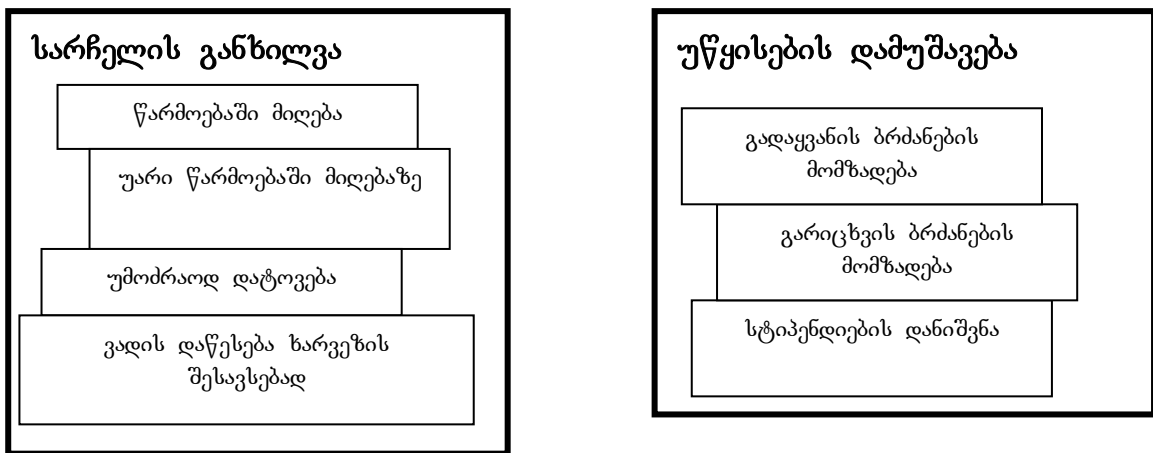 სარჩელის განხილვა
წარმოებაში მიღება
უარი წარმოებაში მიღებაზე
უმოძრაოდ დატოვება
ვადის დაწესება ხარვეზის
შესავსებად
უწყისების დამუშავება
გადაყვანის ბრძანების
მომზადება
გარიცხვის ბრძანების
მომზადება
სტიპენდიების დანიშვნა